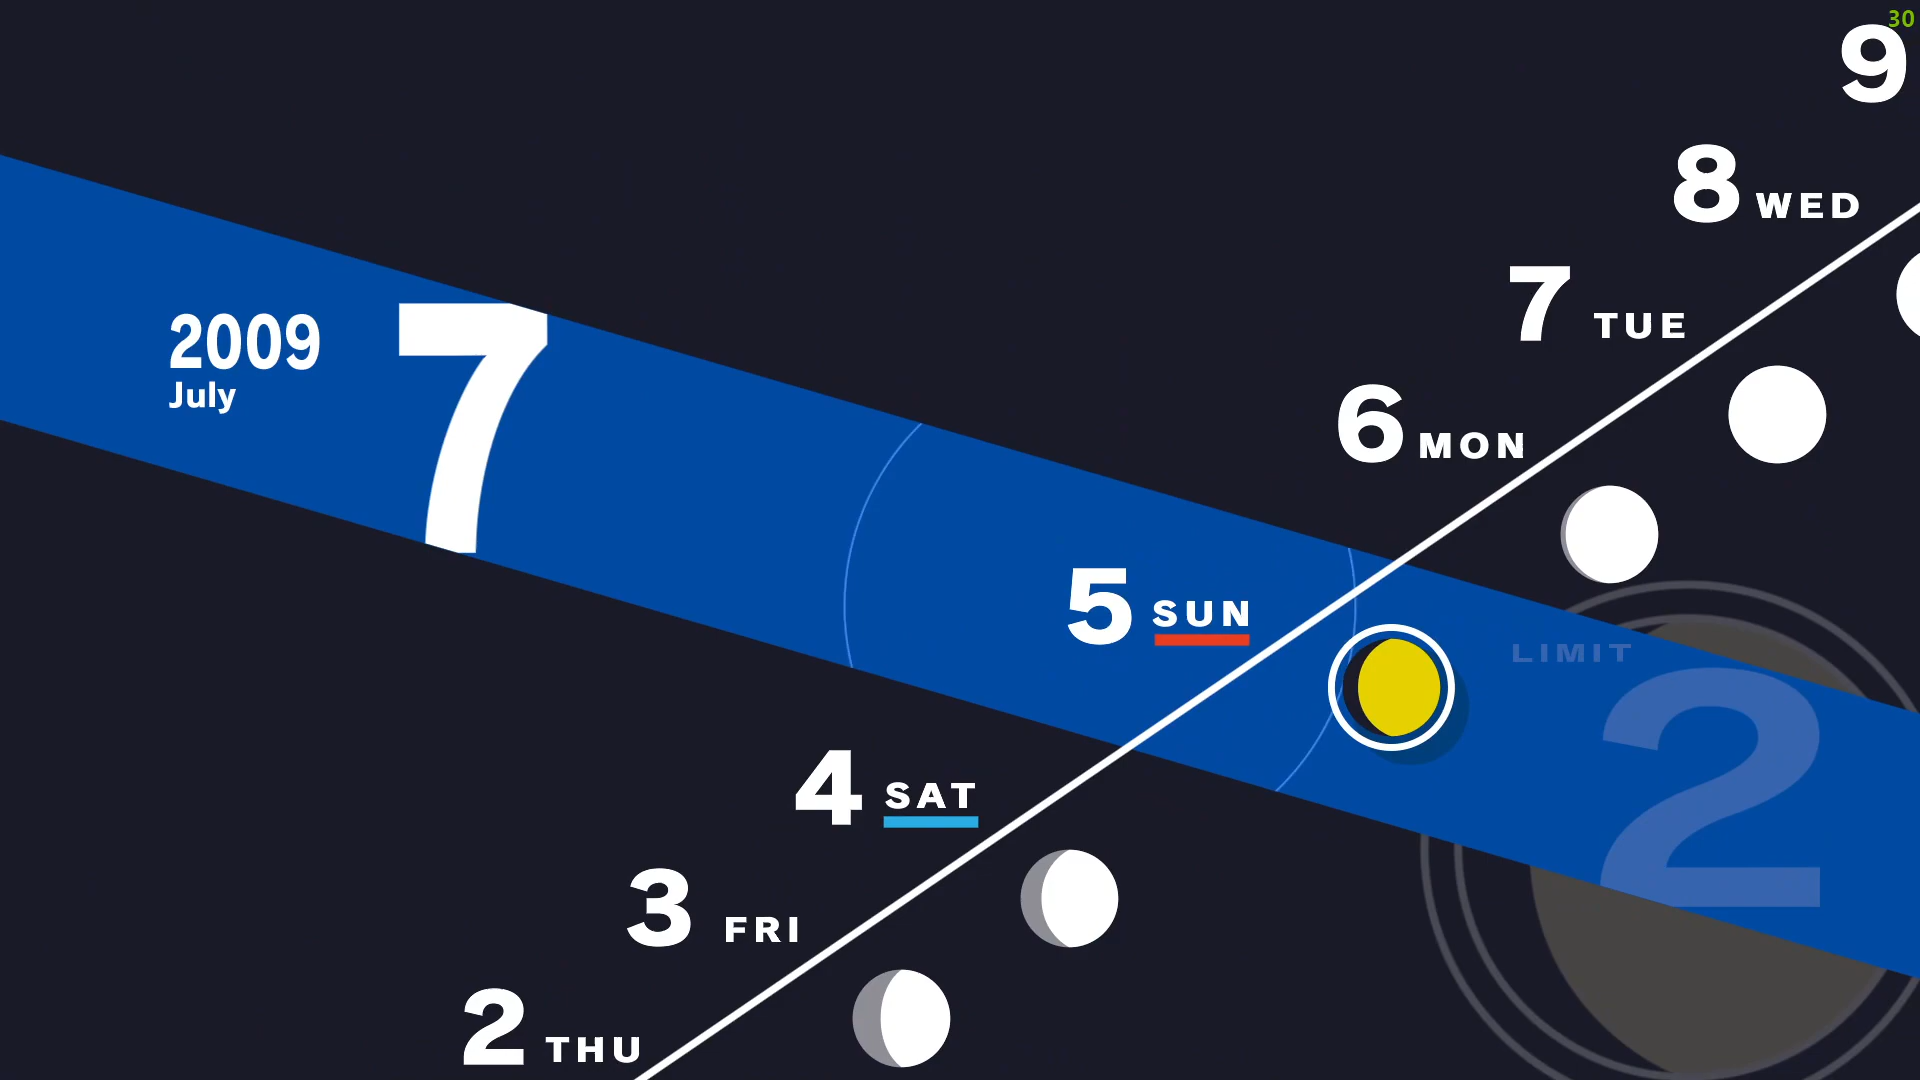 30
9
8 WED
7 TUE
2009
July
7
6 MON
5 SUN
LIMIT
2
4 SAT
3 FRI
2 THU